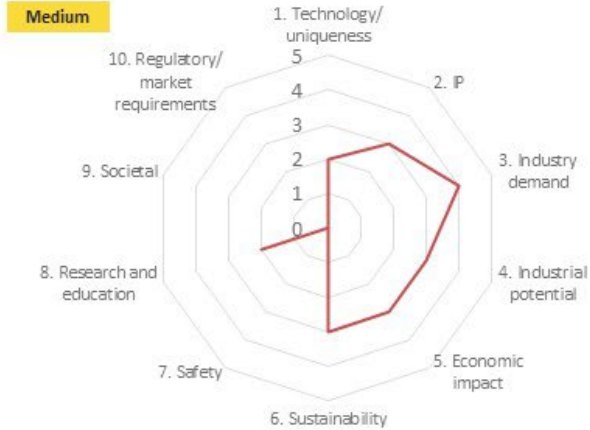 Medium
1. Technology/
uniqueness
10. Regulatory/
market
requirements
2. IP
9. Societal
3. Industry
demand
8. Research and
education
4. Industrial
potential
7. Safety
5. Economic
impact
6. Sustainability
5
4
3
2
1
0